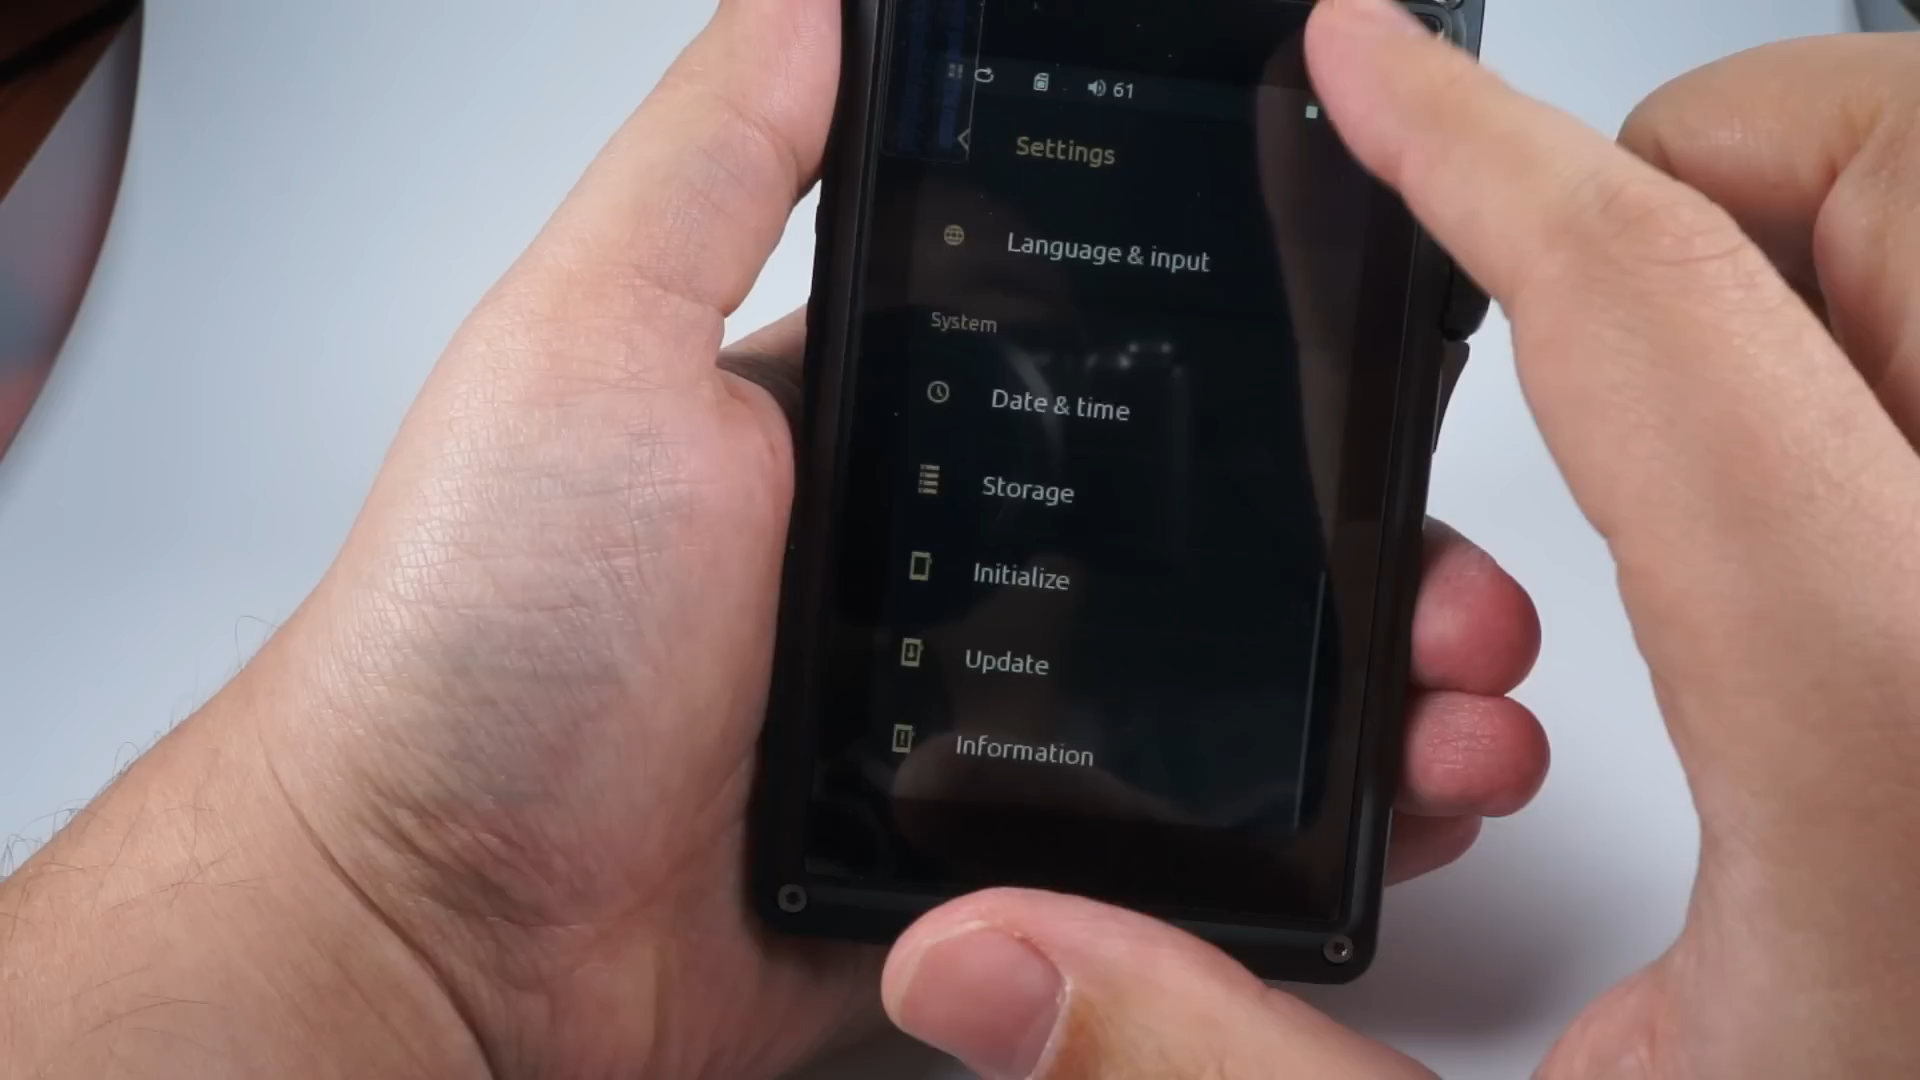 61
Settings
Language & input
System
Date & time
Storage
Initialize
Update
Information